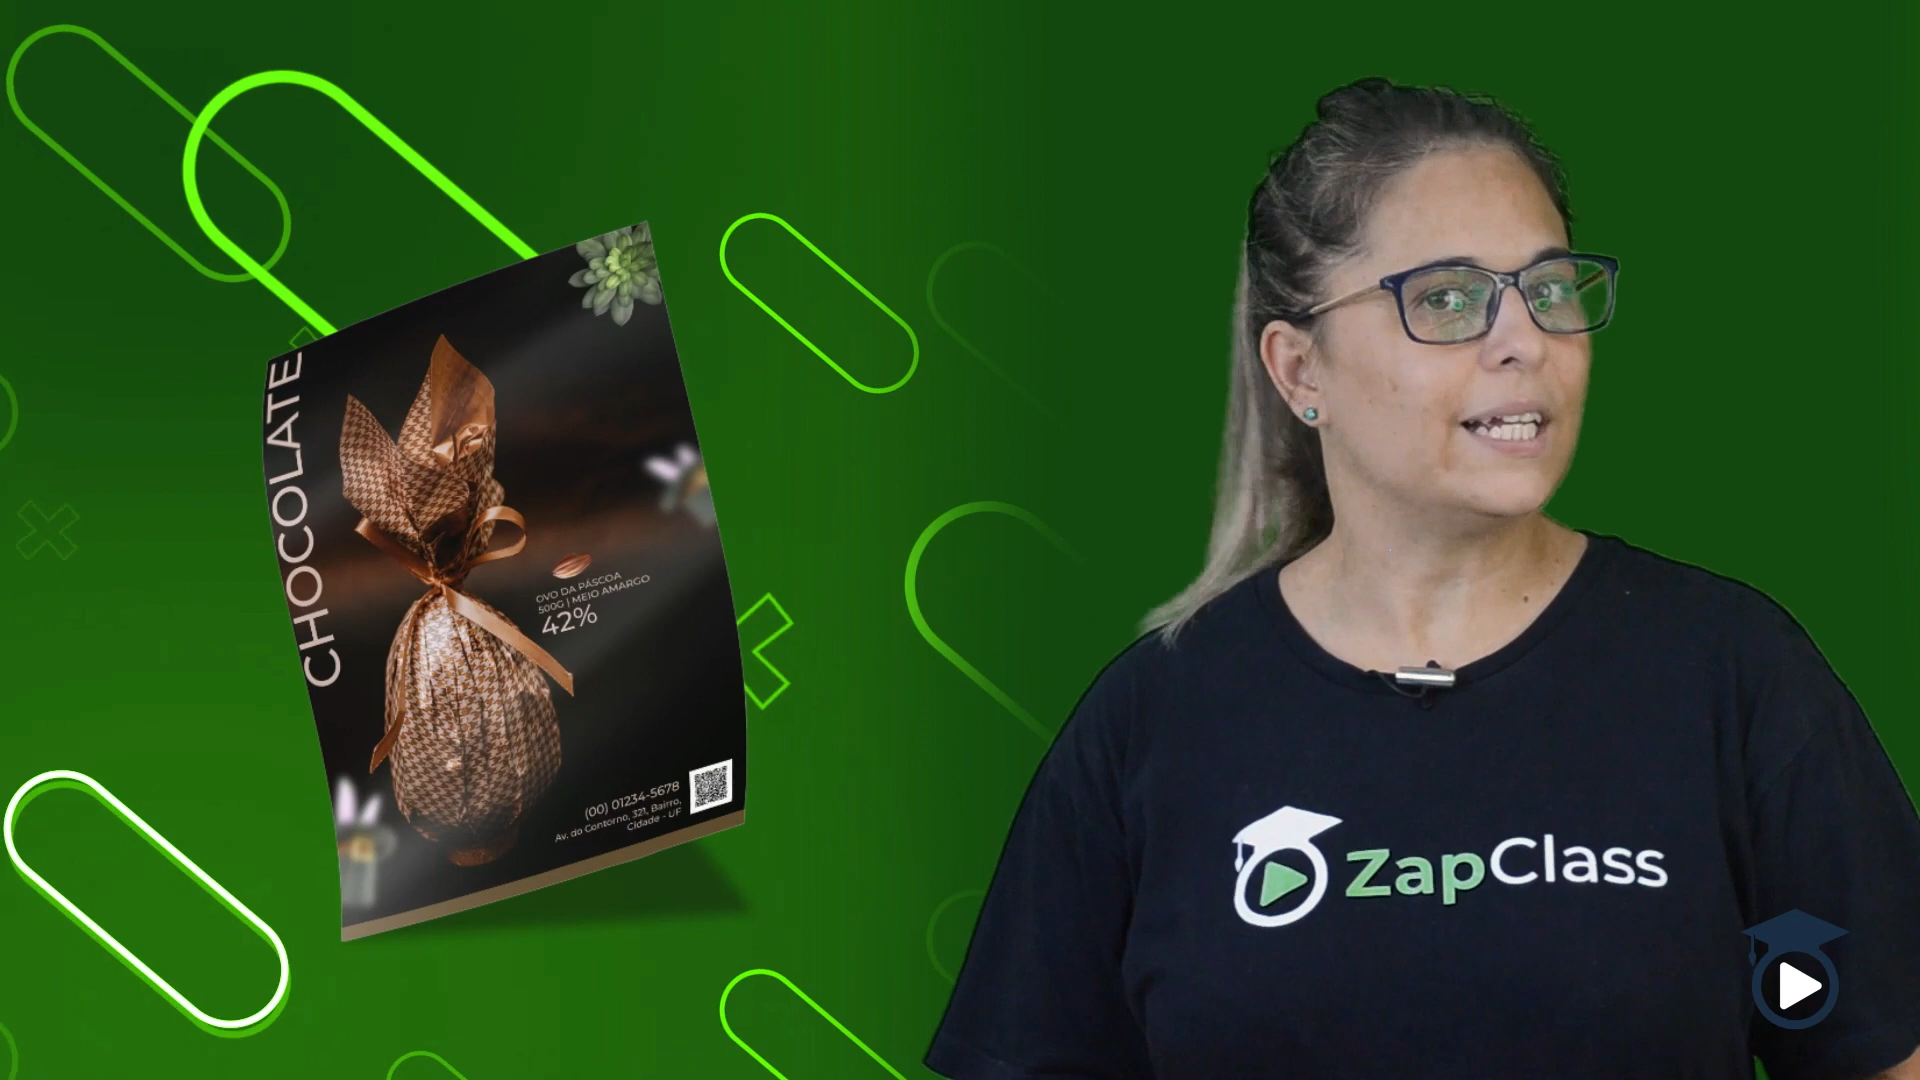 CHOCOLATE
OVO DA PÁSCOA
500G | MEIO AMARGO
42%
(00) 01234-5678
Av. do Contorno, 321, Bairro,
Cidade - UF
ZapClass